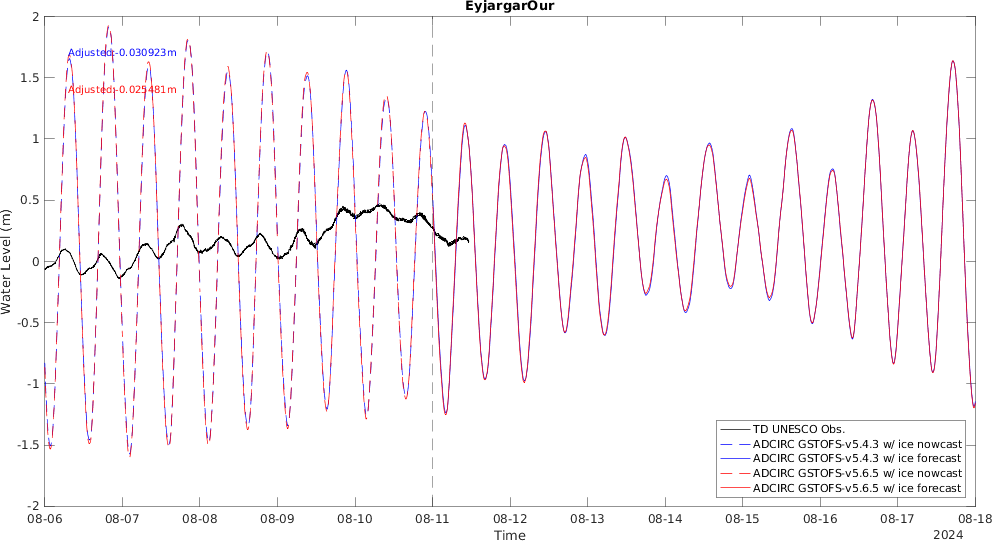 EyjargarOur
2
1.5
1
0.5
0
-0.5
-1
-1.5
-2
Water Level (m)
Adjusted:-0.030923m
Adjusted:-0.025481m
TD UNESCO Obs.
ADCIRC GSTOFS-v5.4.3 w/ ice nowcast
ADCIRC GSTOFS-v5.4.3 w/ ice forecast
ADCIRC GSTOFS-v5.6.5 w/ ice nowcast
ADCIRC GSTOFS-v5.6.5 w/ ice forecast
08-06 08-07 08-08 08-09 08-10 08-11 08-12 08-13 08-14 08-15 08-16 08-17 08-18
Time
2024